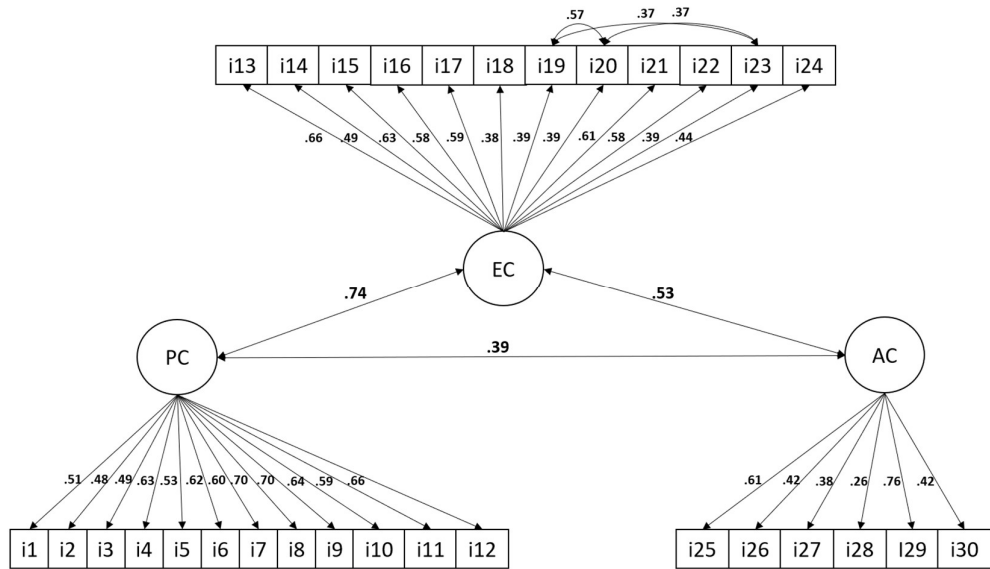 .57 .37 .37
i13 i14 i15 i16 i17 i18 i19 i20 i21 i22 i23 i24
.66 .49 .63 .58 .59 .38 .39 .39 .61 .58 .39 .44
EC
.74 .53
.39
PC AC
.51 .48 .49 .63 .53 .62 .60 .70 .70 .64 .59 .66
.61 .42 .38 .26 .76 .42
i1 i2 i3 i4 i5 i6 i7 i8 i9 i10 i11 i12
i25 i26 i27 i28 I29 i30